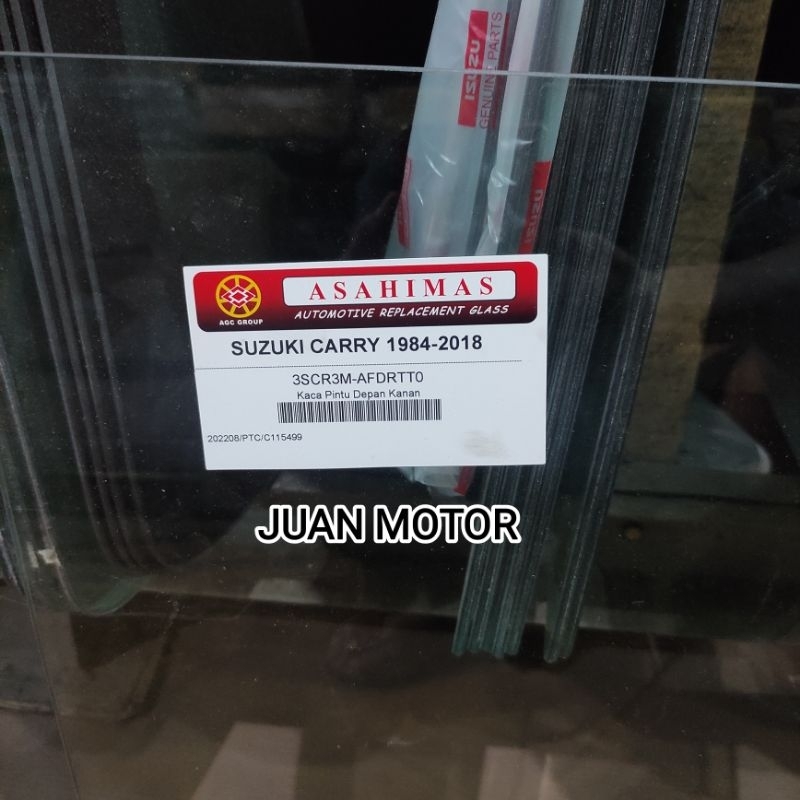 ISUZU
GENUINE PARTS
ISUZU
ASAHIMAS
AGC GROUP
AUTOMOTIVE REPLACEMENT GLASS
SUZUKI CARRY 1984-2018
3SCR3M-AFDRTT0
Kaca Pintu Depan Kanan
202208/PTC/C115499
JUAN MOTOR